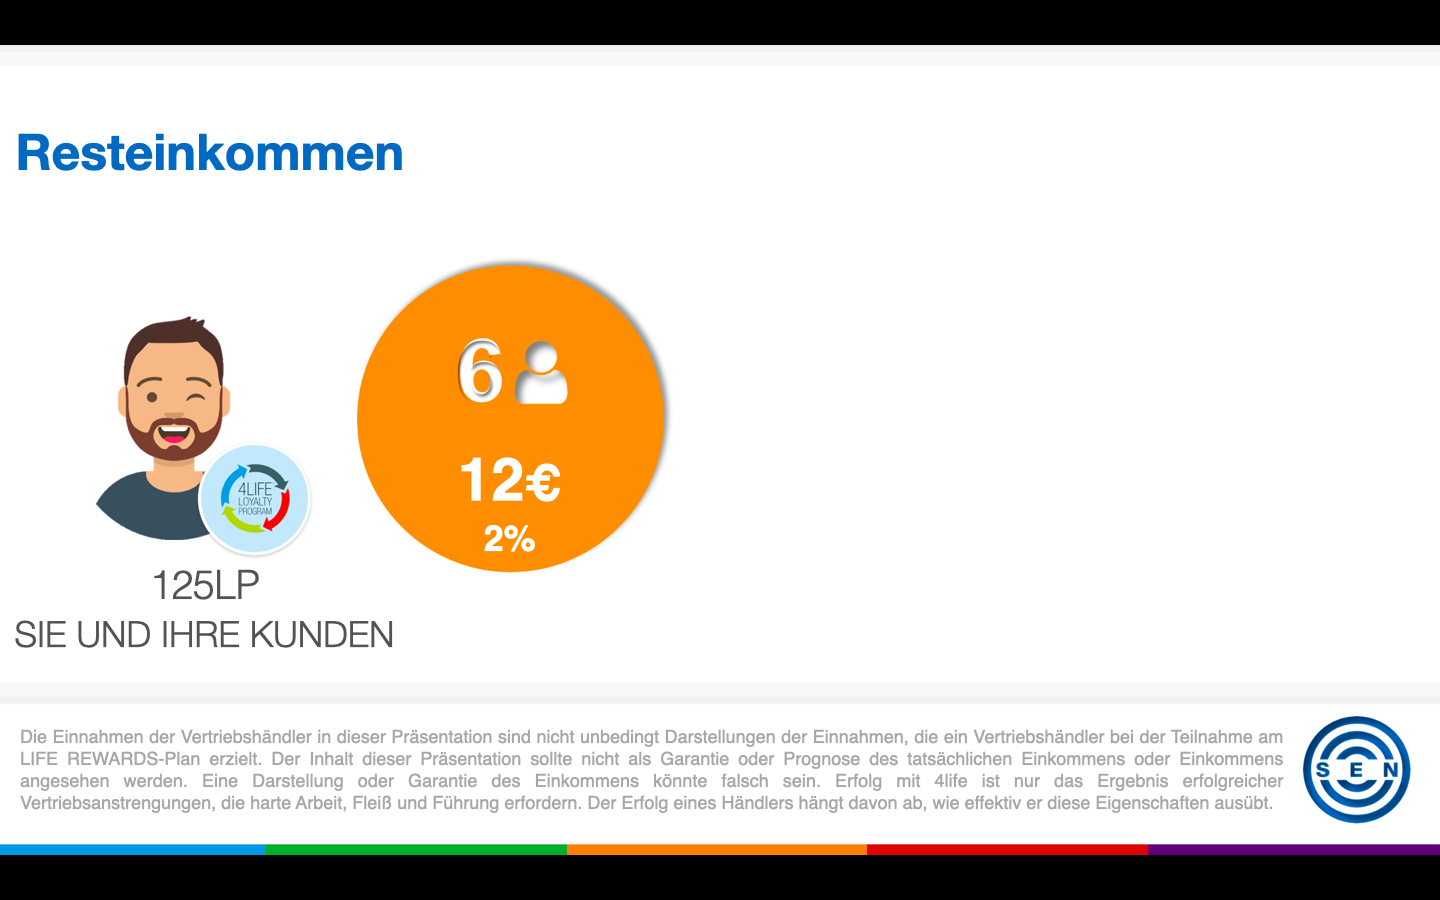 Resteinkommen
6
12€
2%
4LIFE
LOYALTY
PROGRAM
125LP
SIE UND IHRE KUNDEN
Die Einnahmen der Vertriebshändler in dieser Präsentation sind nicht unbedingt Darstellungen der Einnahmen, die ein Vertriebshändler bei der Teilnahme am
LIFE REWARDS-Plan erzielt. Der Inhalt dieser Präsentation sollte nicht als Garantie oder Prognose des tatsächlichen Einkommens oder Einkommens
angesehen werden. Eine Darstellung oder Garantie des Einkommens könnte falsch sein. Erfolg mit 4life ist nur das Ergebnis erfolgreicher
Vertriebsanstrengungen, die harte Arbeit, Fleiß und Führung erfordern. Der Erfolg eines Händlers hängt davon ab, wie effektiv er diese Eigenschaften ausübt.
SEN